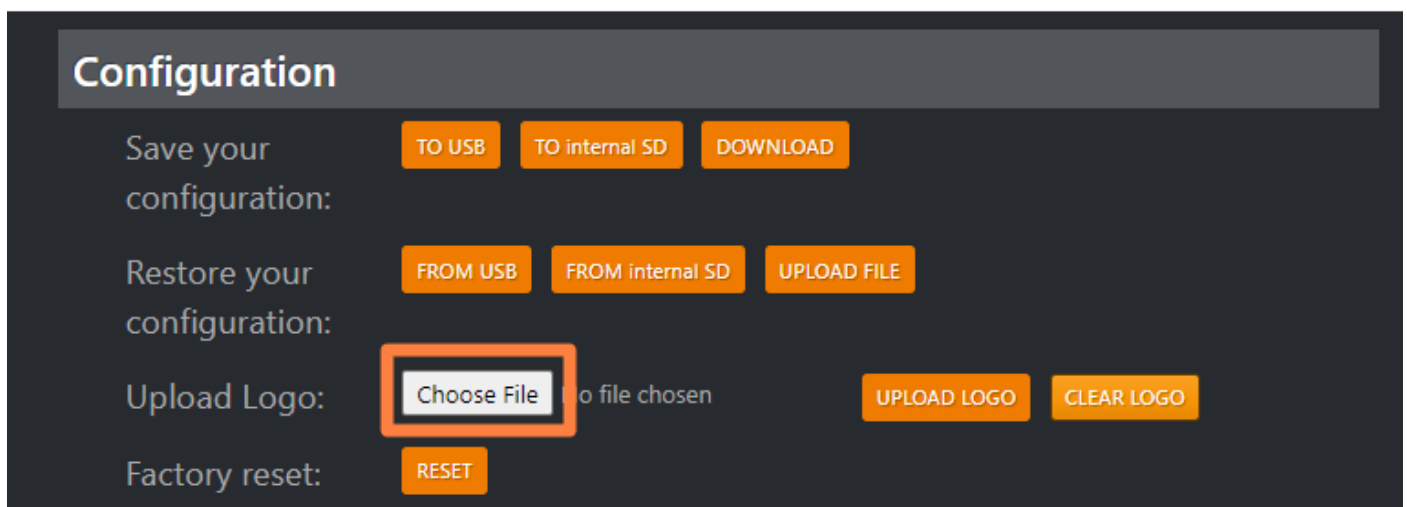 Configuration
Save your configuration:
TO USB
TO internal SD
DOWNLOAD
Restore your configuration:
FROM USB
FROM internal SD
UPLOAD FILE
Upload Logo:
Choose File
o file chosen
UPLOAD LOGO
CLEAR LOGO
Factory reset:
RESET